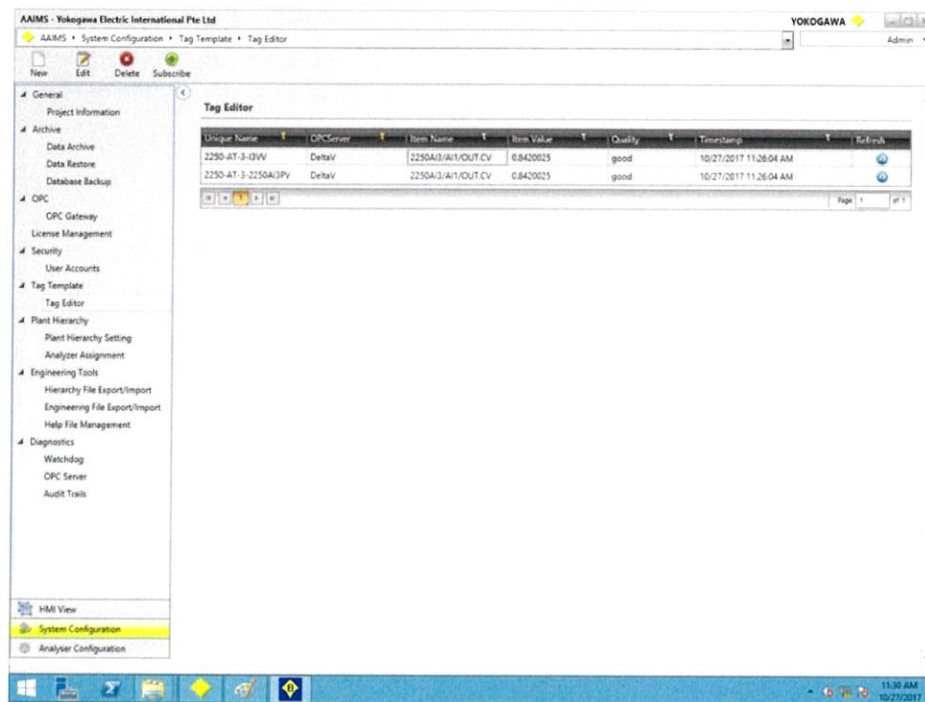 AAIMS - Yokogawa Electric International Pte Ltd
YOKOGAWA
AAIMS • System Configuration • Tag Template • Tag Editor
Admin
New Edit Delete Subscribe
General
Project Information
Archive
Data Archive
Data Restore
Database Backup
OPC
OPC Gateway
License Management
Security
User Accounts
Tag Template
Tag Editor
Plant Hierarchy
Plant Hierarchy Setting
Analyzer Assignment
Engineering Tools
Hierarchy File Export/Import
Engineering File Export/Import
Help File Management
Diagnostics
Watchdog
OPC Server
Audit Trails
HMI View
System Configuration
Analyser Configuration
Tag Editor
Unique Name OPCServer Item Name Item Value Quality Timestamp Refresh
2250-AT-3-I3VV DeltaV 2250AI3/AI1/OUT.CV 0.8420025 good 10/27/2017 11:26:04 AM
2250-AT-3-2250AI3PV DeltaV 2250AI3/AI1/OUT.CV 0.8420025 good 10/27/2017 11:26:04 AM
1
Page 1 of 1
11:30 AM
10/27/2017